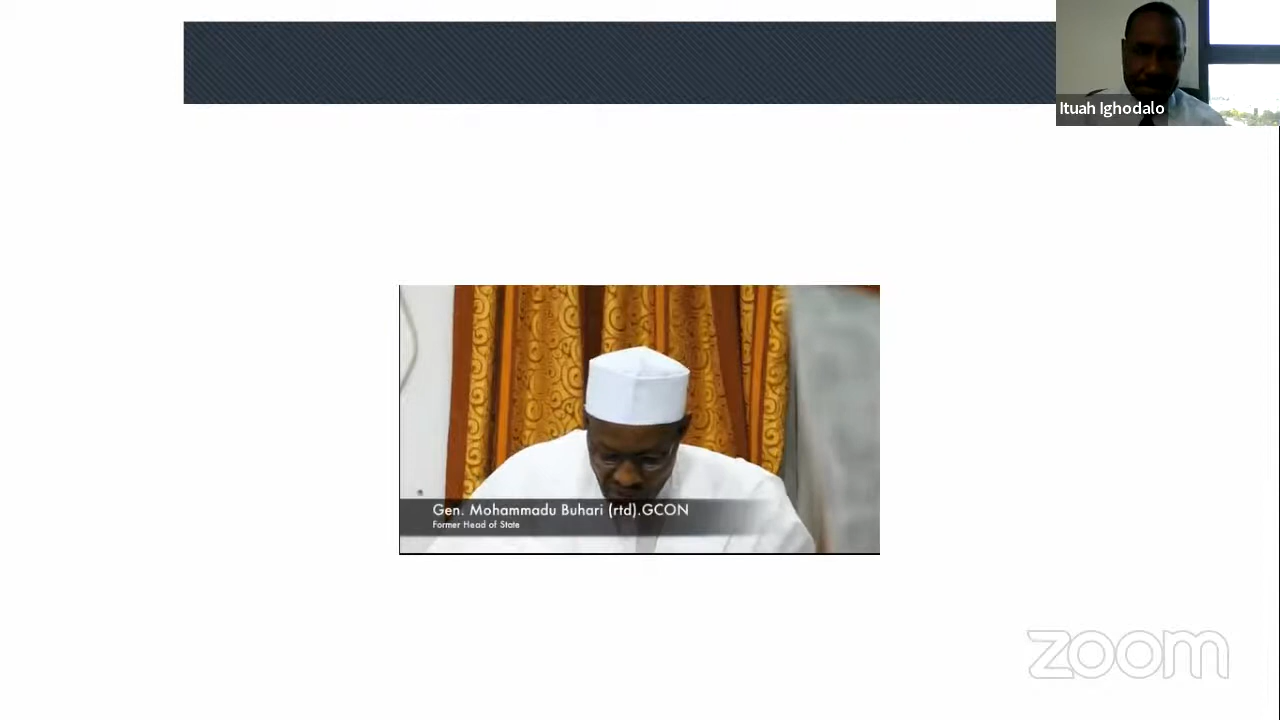 Ituah Ighodalo
Gen. Mohammadu Buhari (rtd).GCON
Former Head of State
zoom